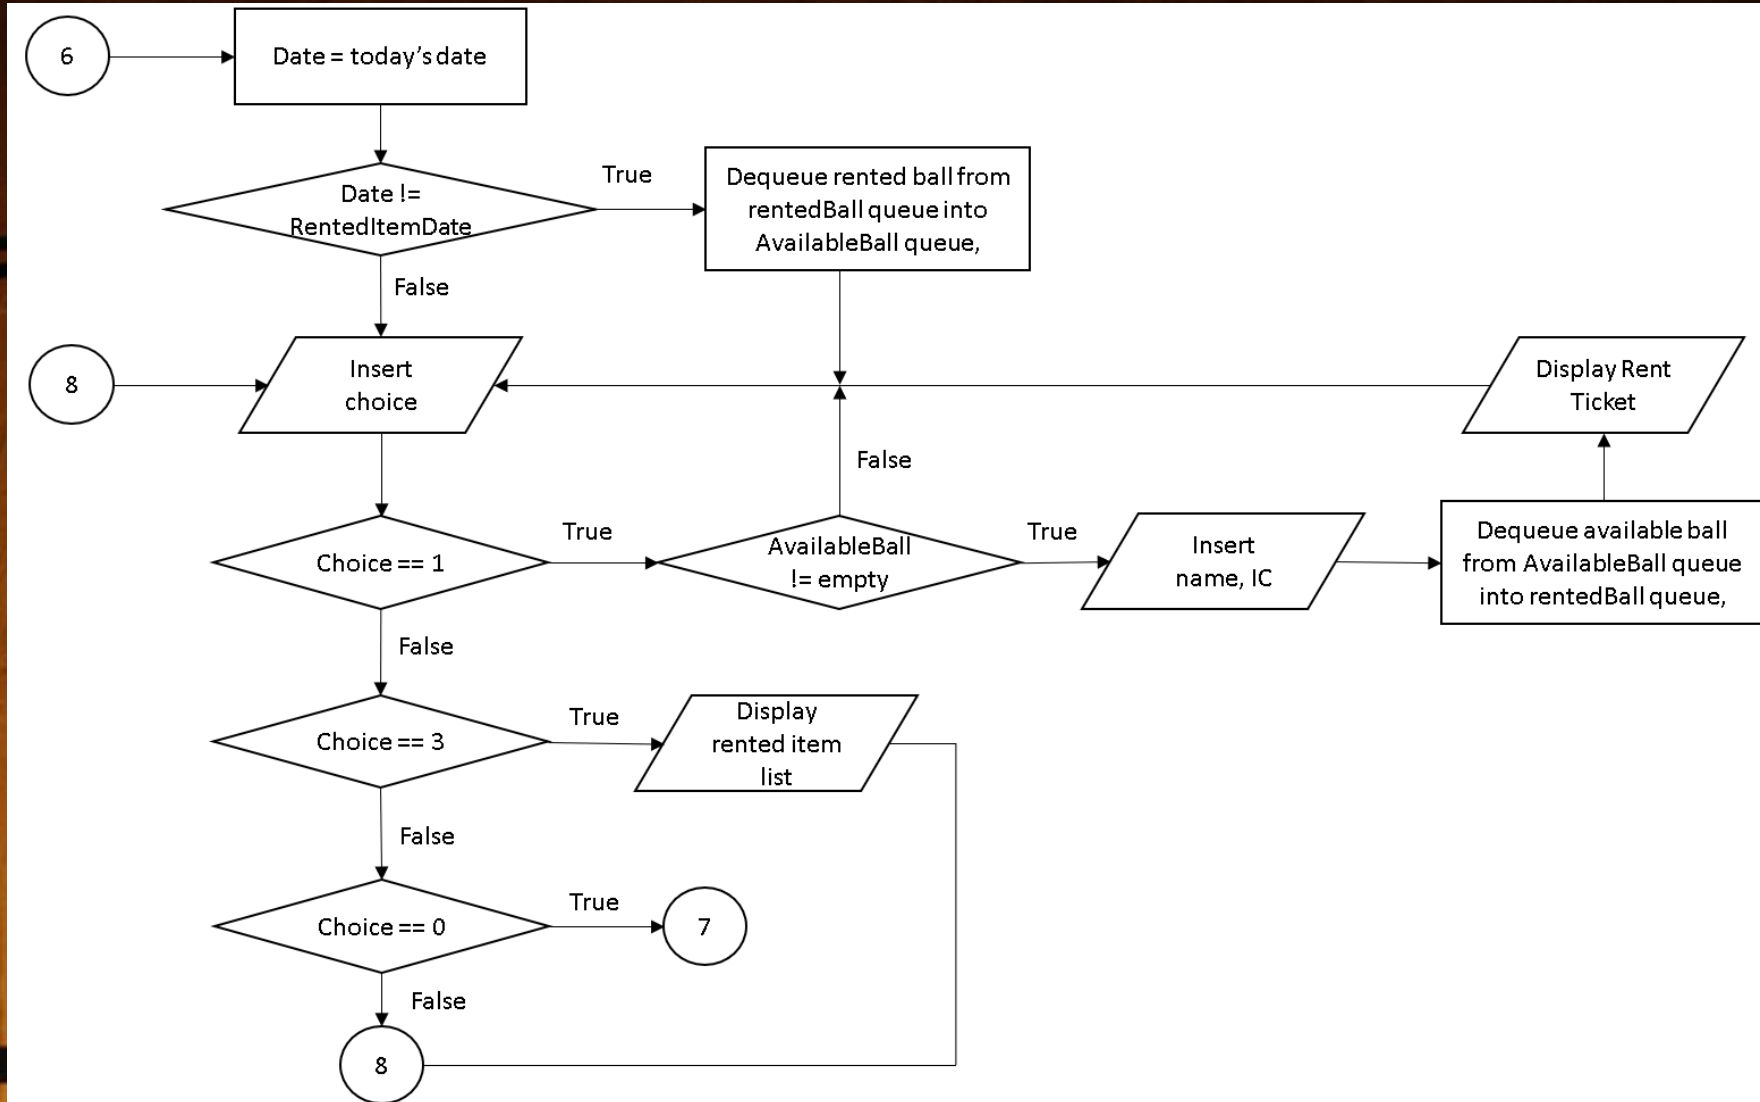 6
Date = today's date
Date !=
RentedItemDate
True
Dequeue rented ball from
rentedBall queue into
AvailableBall queue,
False
8
Insert
choice
Display Rent
Ticket
False
Choice == 1
True
AvailableBall
!= empty
True
Insert
name, IC
Dequeue available ball
from AvailableBall queue
into rentedBall queue,
False
Choice == 3
True
Display
rented item
list
False
Choice == 0
True
7
False
8